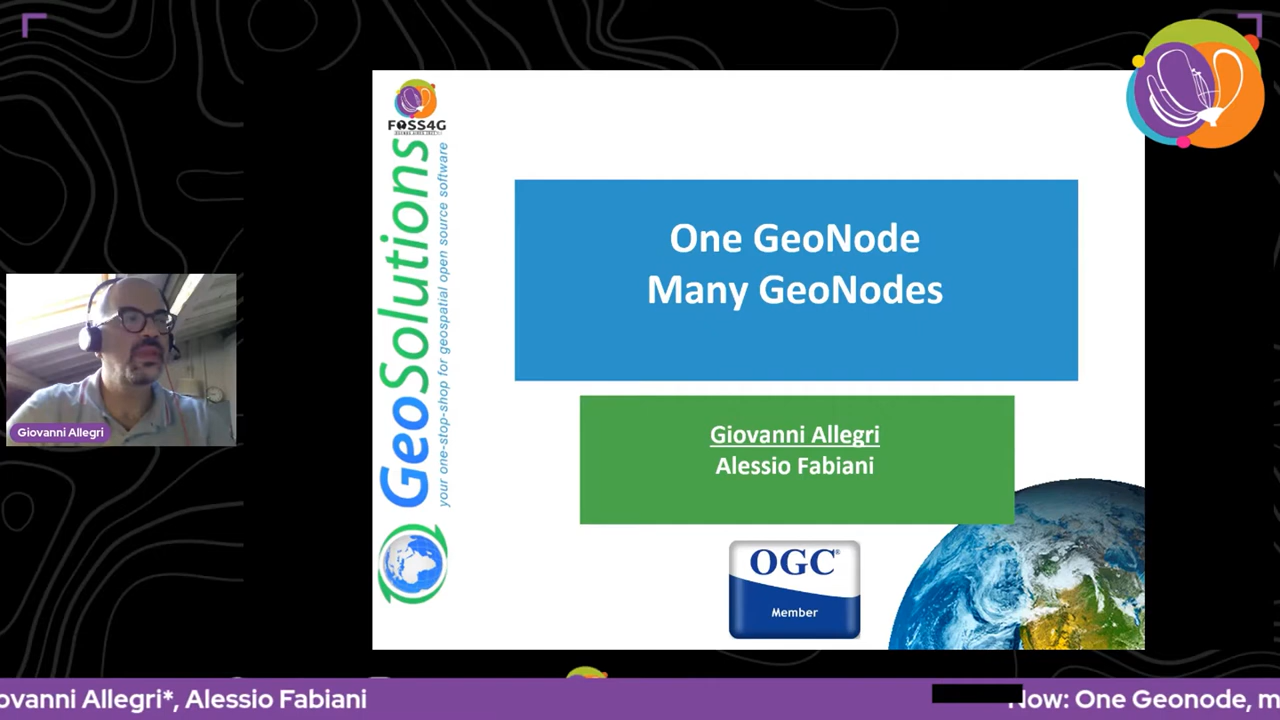 FOSS4G
GeoSolutions
your one-stop-shop for geospatial open source software
One GeoNode
Many GeoNodes
Giovanni Allegri
Alessio Fabiani
OGC®
Member
Giovanni Allegri
ovanni Allegri*, Alessio Fabiani
Now: One Geonode, m